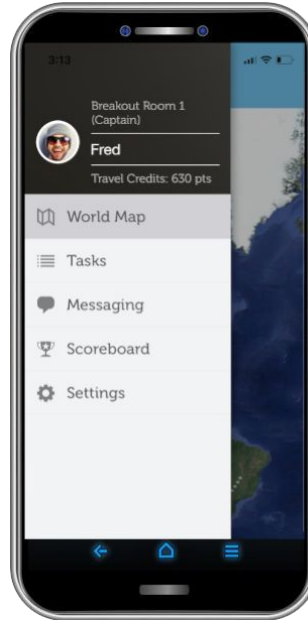 3:13
Breakout Room 1
(Captain)
Fred
Travel Credits: 630 pts
World Map
Tasks
Messaging
Scoreboard
Settings